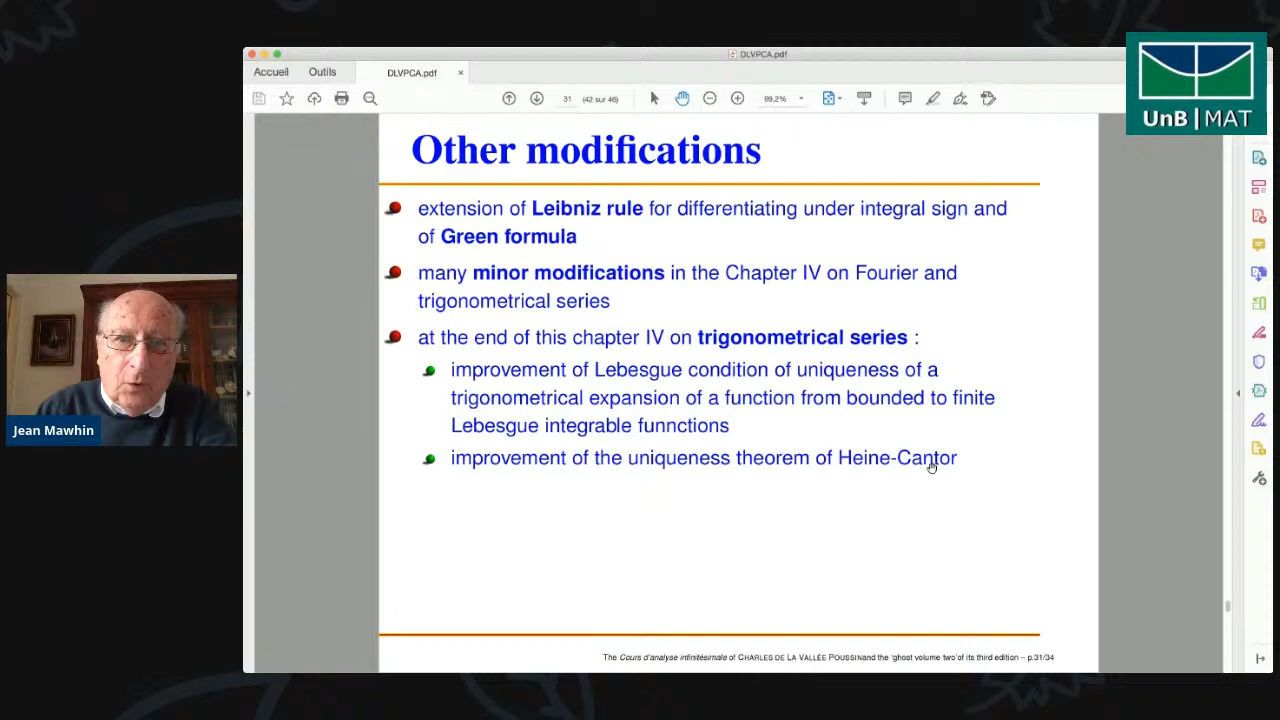 DLVPCA.pdf
Accueil Outils DLVPCA.pdf ×
31 (42 sur 46) 99,2%
UnB | MAT
Other modifications
extension of Leibniz rule for differentiating under integral sign and
of Green formula
many minor modifications in the Chapter IV on Fourier and
trigonometrical series
at the end of this chapter IV on trigonometrical series :
improvement of Lebesgue condition of uniqueness of a
trigonometrical expansion of a function from bounded to finite
Lebesgue integrable funnctions
improvement of the uniqueness theorem of Heine-Cantor
Jean Mawhin
The Cours d'analyse infinitésimale of CHARLES DE LA VALLÉE POUSSINand the 'ghost volume two'of its third edition – p.31/34